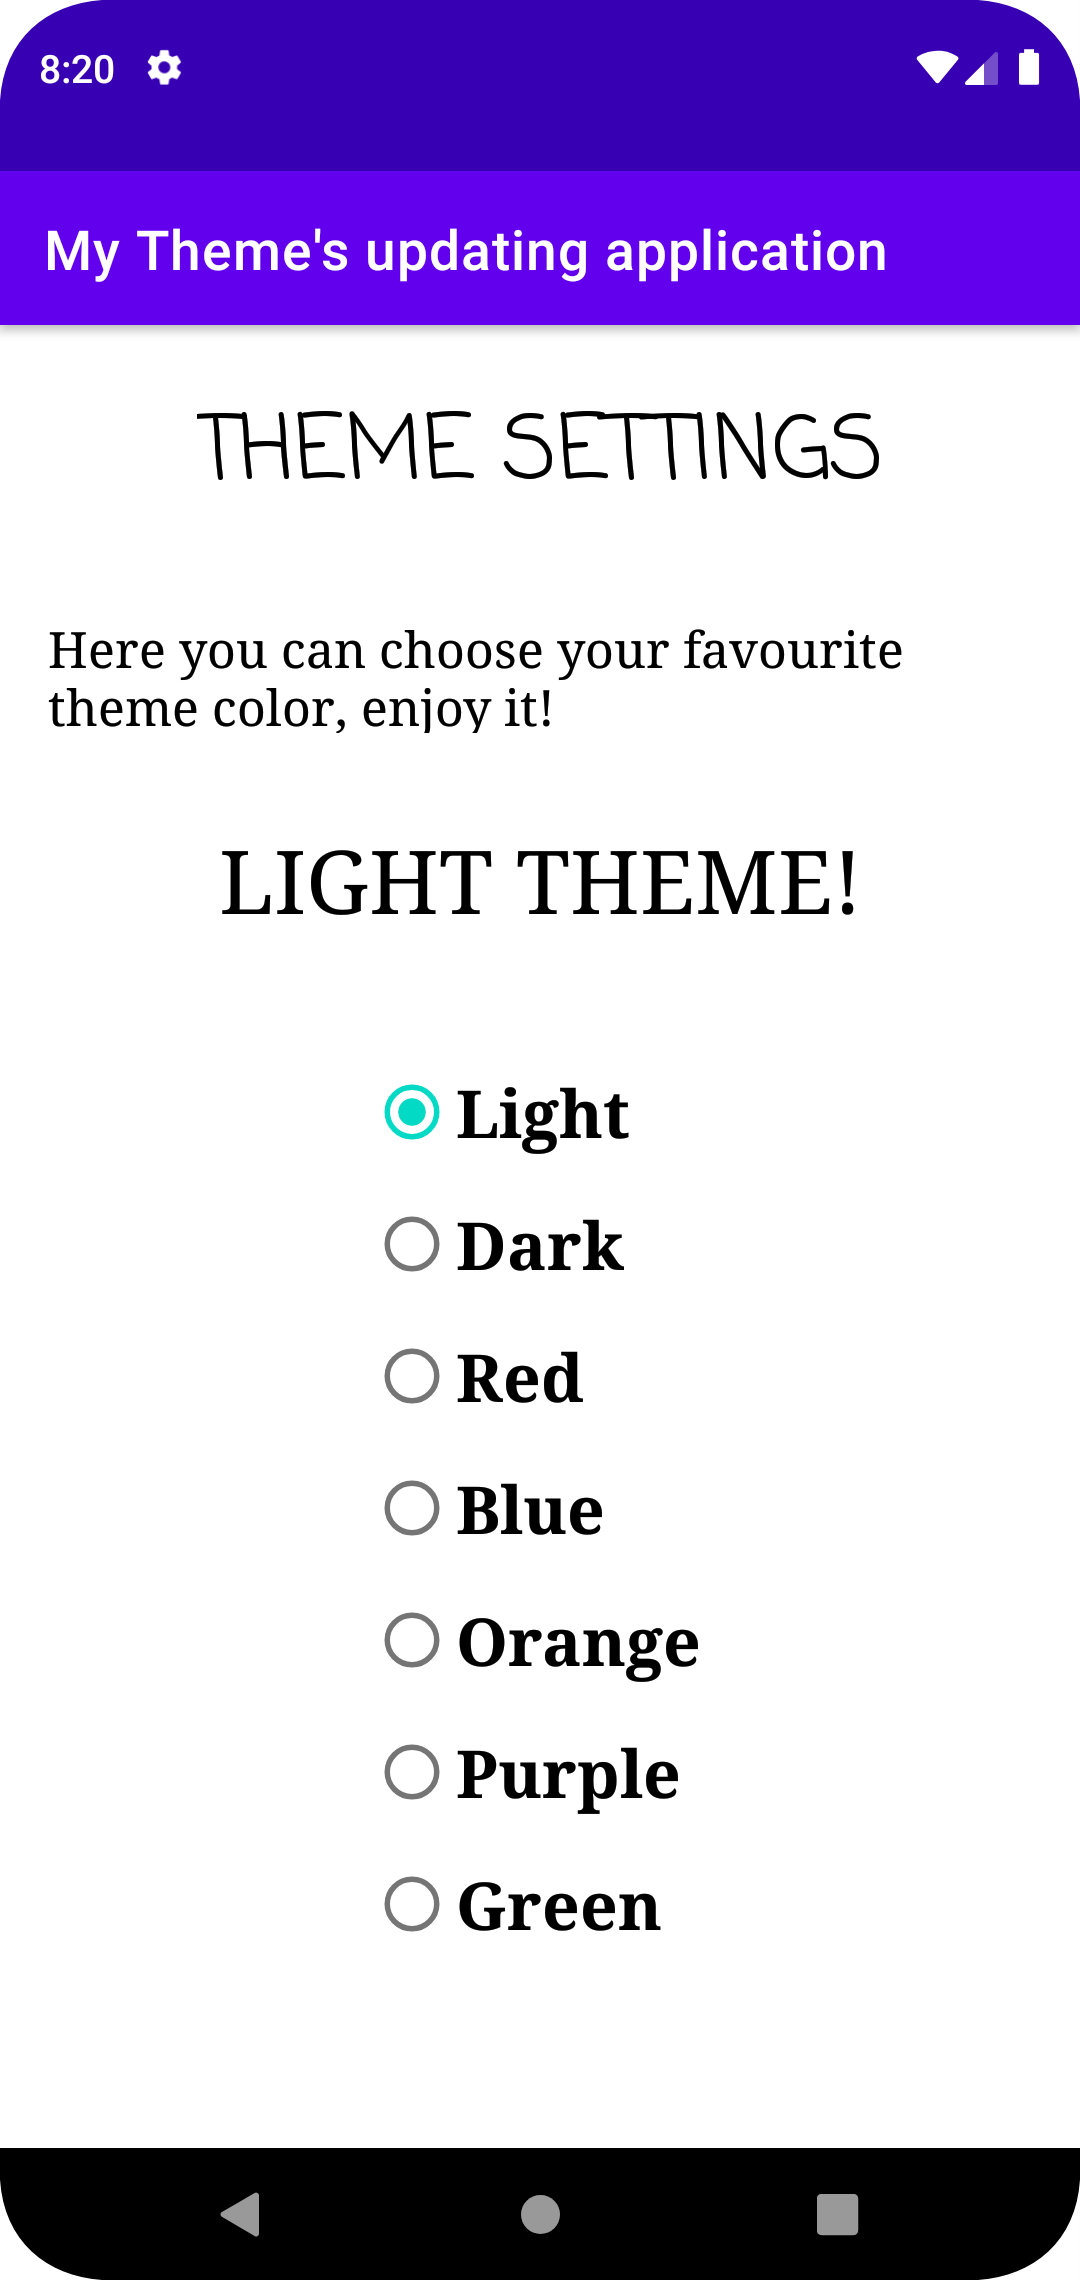 8:20
My Theme's updating application
THEME SETTINGS
Here you can choose your favourite
theme color, enjoy it!
LIGHT THEME!
Light
Dark
Red
Blue
Orange
Purple
Green